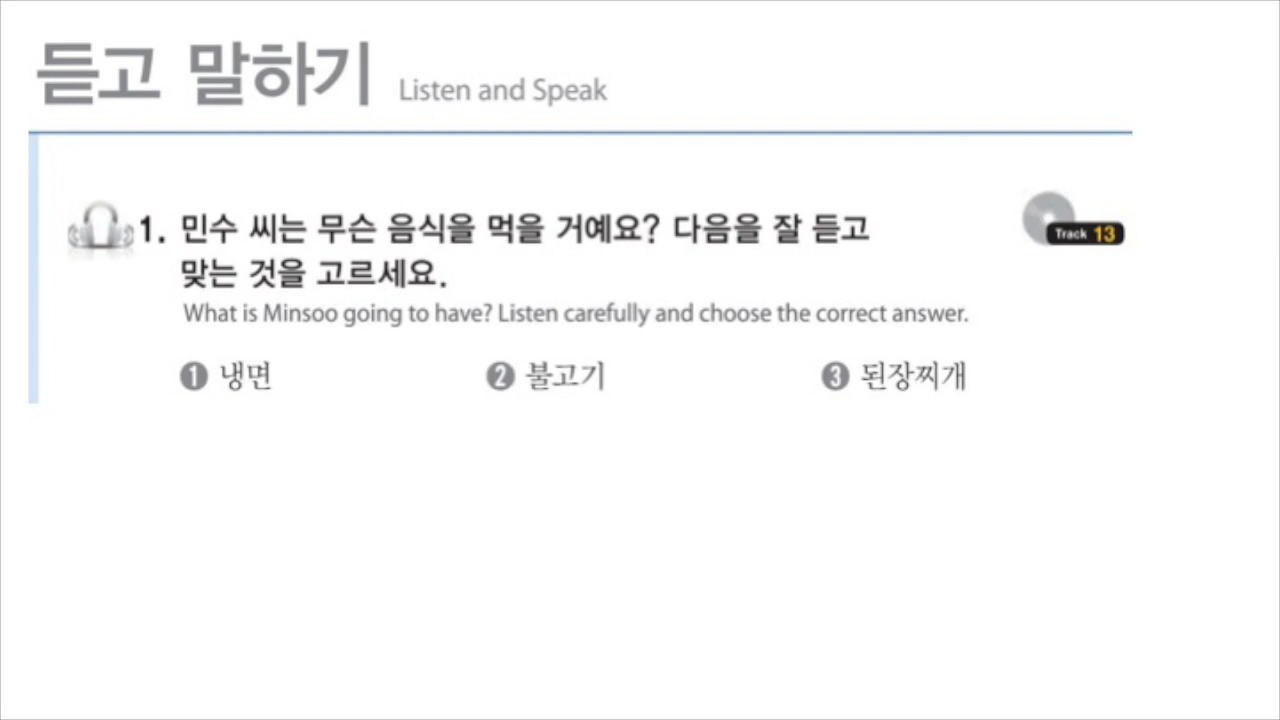 듣고 말하기 Listen and Speak
1. 민수 씨는 무슨 음식을 먹을 거예요? 다음을 잘 듣고
Track 13
맞는 것을 고르세요.
What is Minsoo going to have? Listen carefully and choose the correct answer.
❶ 냉면 ❷ 불고기 ❸ 된장찌개